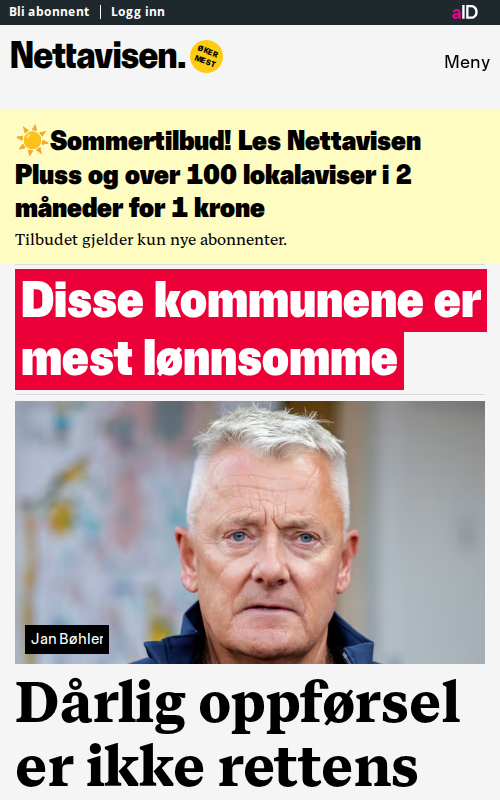 Bli abonnent | Logg inn
aID
Nettavisen.
ØKER
MEST
Meny
☀️Sommertilbud! Les Nettavisen
Pluss og over 100 lokalaviser i 2
måneder for 1 krone
Tilbudet gjelder kun nye abonnenter.
Disse kommunene er
mest lønnsomme
Jan Bøhler
Dårlig oppførsel
er ikke rettens